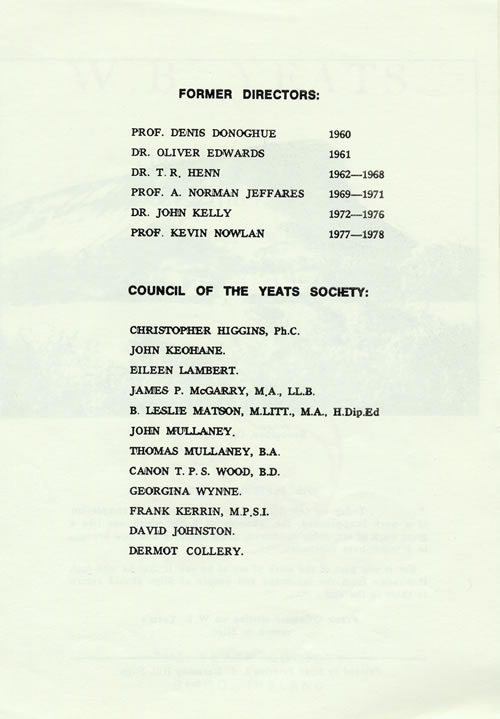 FORMER DIRECTORS:
PROF. DENIS DONOGHUE 1960
DR. OLIVER EDWARDS 1961
DR. T. R. HENN 1962—1968
PROF. A. NORMAN JEFFARES 1969—1971
DR. JOHN KELLY 1972—1976
PROF. KEVIN NOWLAN 1977—1978
COUNCIL OF THE YEATS SOCIETY:
CHRISTOPHER HIGGINS, Ph.C.
JOHN KEOHANE.
EILEEN LAMBERT.
JAMES P. McGARRY, M.A., LL.B.
B. LESLIE MATSON, M.LITT., M.A., H.Dip.Ed
JOHN MULLANEY.
THOMAS MULLANEY, B.A.
CANON T. P. S. WOOD, B.D.
GEORGINA WYNNE.
FRANK KERRIN, M.P.S.I.
DAVID JOHNSTON.
DERMOT COLLERY.